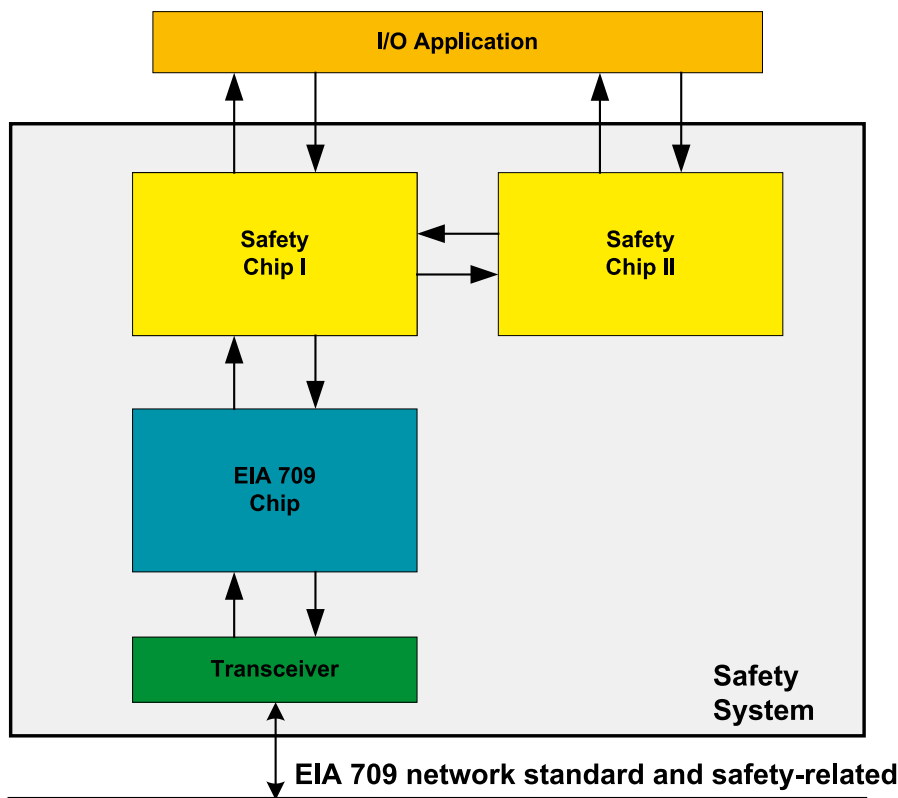 I/O Application
Safety
Chip I
Safety
Chip II
EIA 709
Chip
Transceiver
Safety
System
EIA 709 network standard and safety-related